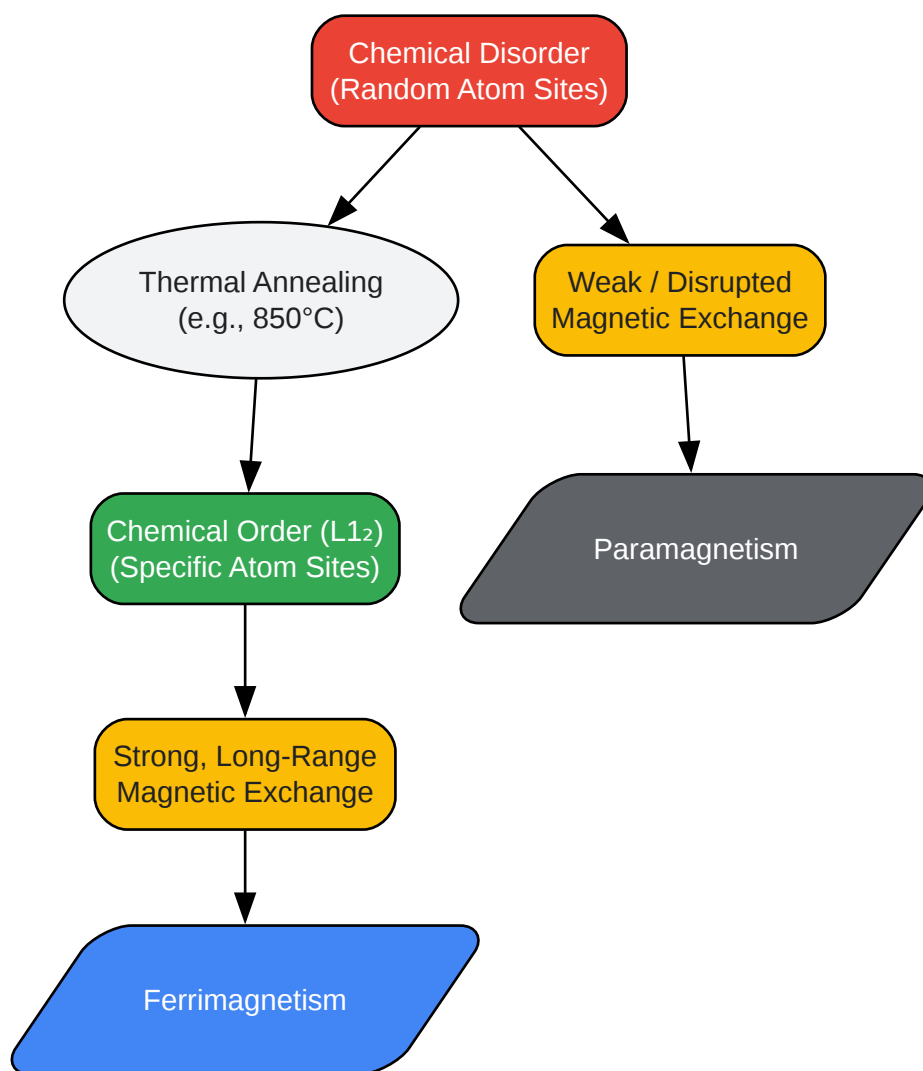 Chemical Disorder
(Random Atom Sites)
Thermal Annealing
(e.g., 850°C)
Weak / Disrupted
Magnetic Exchange
Chemical Order (L1₂)
(Specific Atom Sites)
Paramagnetism
Strong, Long-Range
Magnetic Exchange
Ferrimagnetism